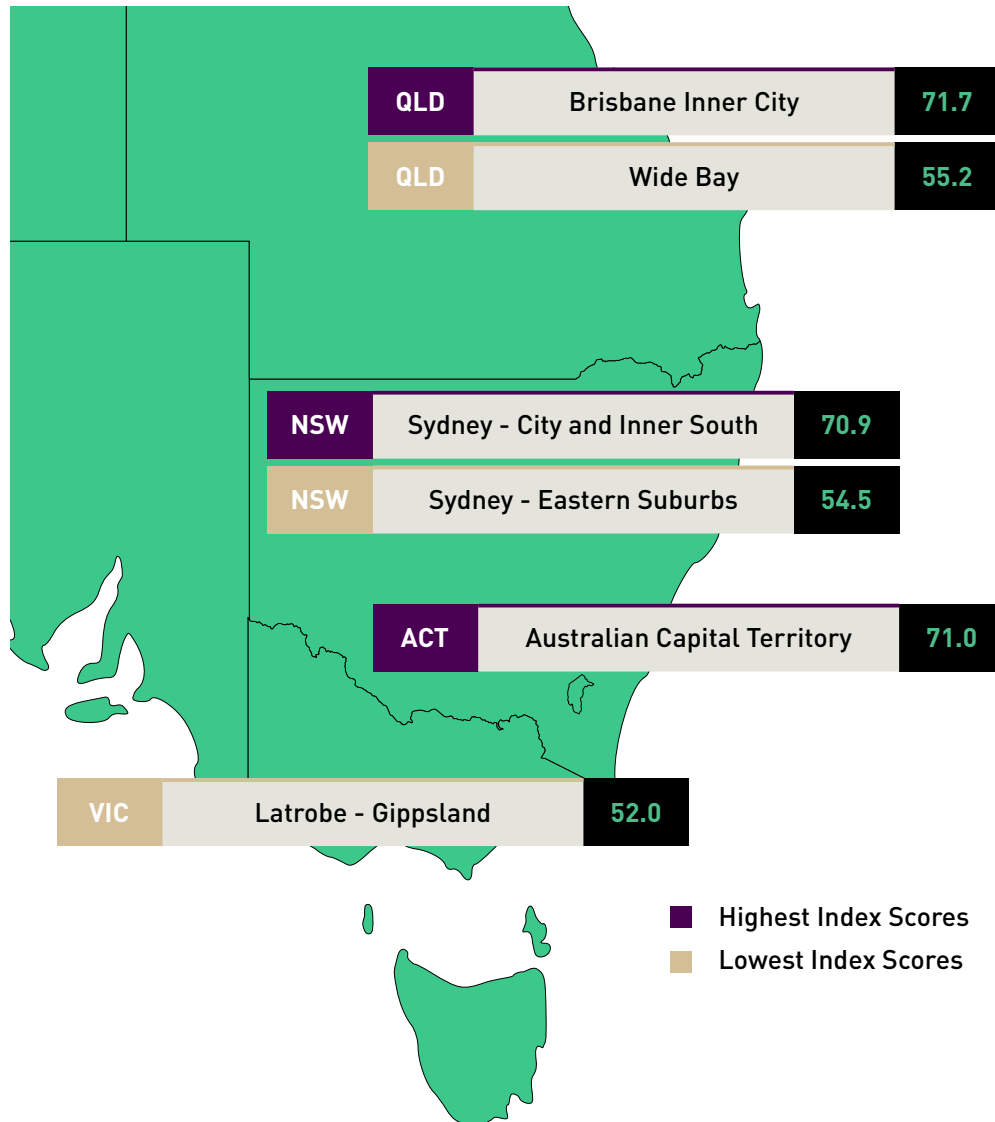 QLD Brisbane Inner City 71.7
QLD Wide Bay 55.2
NSW Sydney - City and Inner South 70.9
NSW Sydney - Eastern Suburbs 54.5
ACT Australian Capital Territory 71.0
VIC Latrobe - Gippsland 52.0
Highest Index Scores
Lowest Index Scores